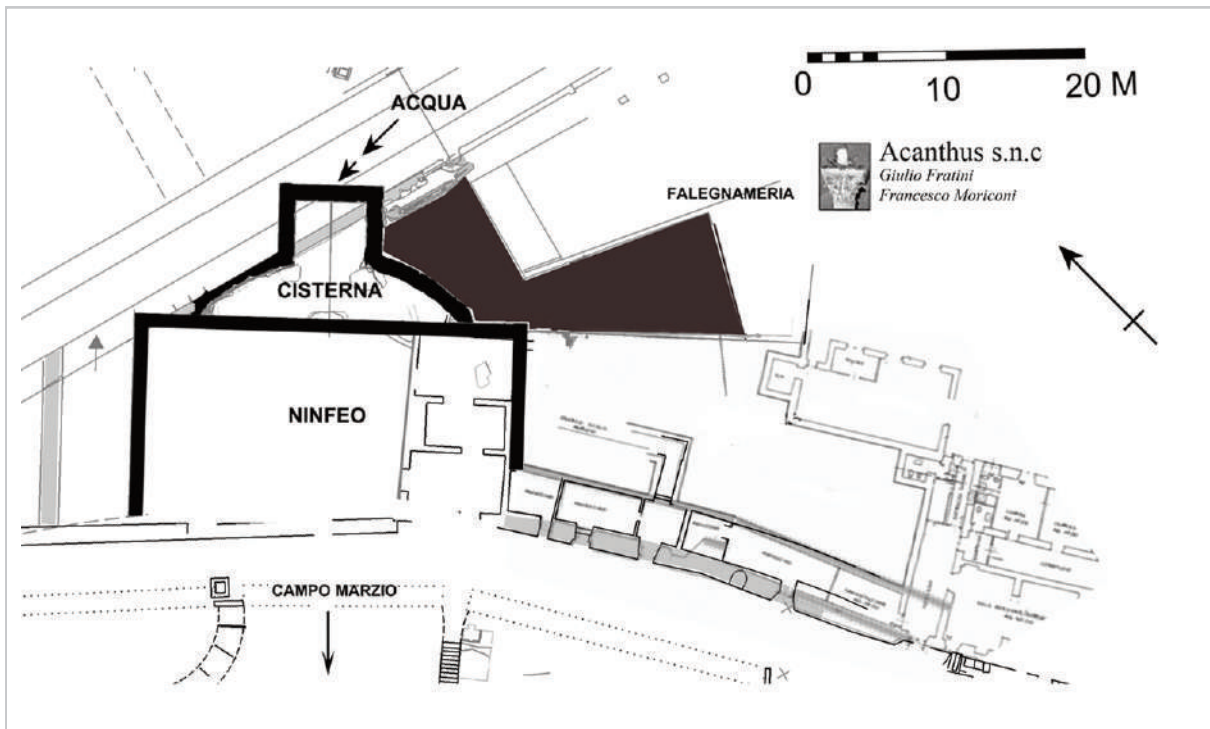 ACQUA
0 10 20 M
Acanthus s.n.c
Giulio Fratini
Francesco Moriconi
FALEGNAMERIA
CISTERNA
NINFEO
CAMPO MARZIO